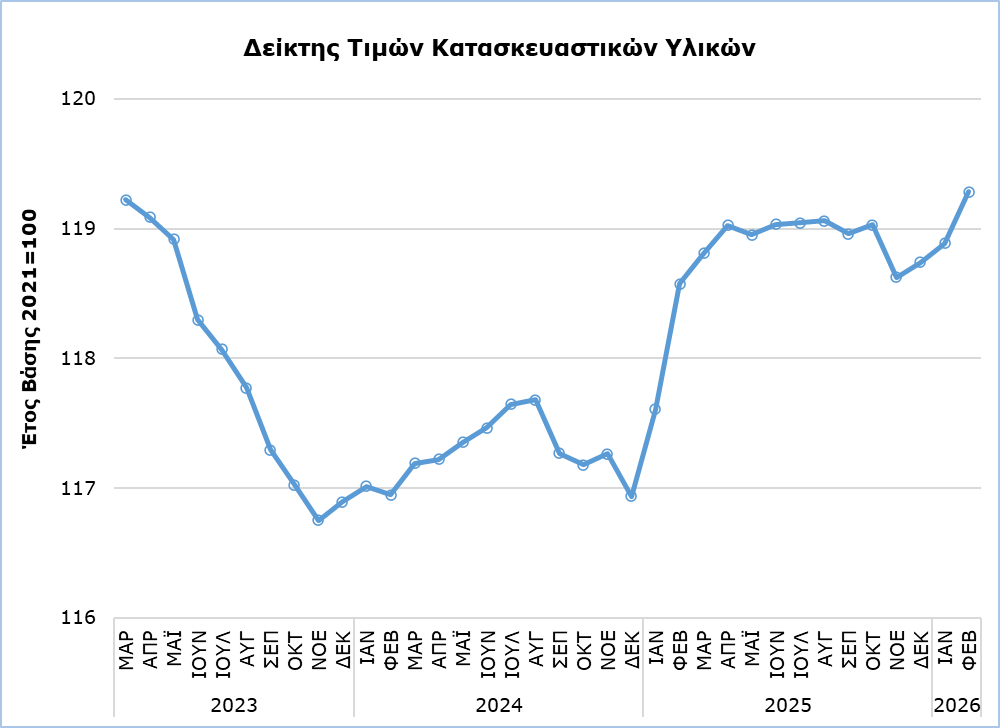 Δείκτης Τιμών Κατασκευαστικών Υλικών
Έτος Βάσης 2021=100
120
119
118
117
116
ΜΑΡ ΑΠΡ ΜΑΪ ΙΟΥΝ ΙΟΥΛ ΑΥΓ ΣΕΠ ΟΚΤ ΝΟΕ ΔΕΚ ΙΑΝ ΦΕΒ ΜΑΡ ΑΠΡ ΜΑΪ ΙΟΥΝ ΙΟΥΛ ΑΥΓ ΣΕΠ ΟΚΤ ΝΟΕ ΔΕΚ ΙΑΝ ΦΕΒ ΜΑΡ ΑΠΡ ΜΑΪ ΙΟΥΝ ΙΟΥΛ ΑΥΓ ΣΕΠ ΟΚΤ ΝΟΕ ΔΕΚ ΙΑΝ ΦΕΒ
2023 2024 2025 2026